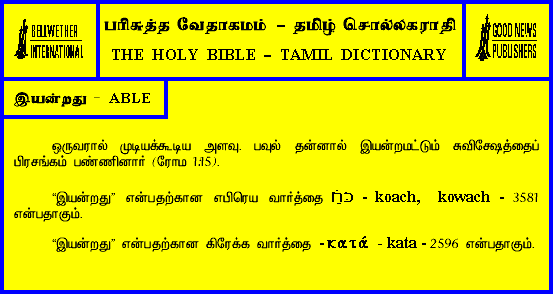 BELLWETHER
INTERNATIONAL
பரிசுத்த வேதாகமம் – தமிழ் சொல்லகராதி
THE HOLY BIBLE – TAMIL DICTIONARY
GOOD NEWS
PUBLISHERS
இயன்றது – ABLE
ஒருவரால் முடியக்கூடிய அளவு. பவுல் தன்னால் இயன்றமட்டும் சுவிசேஷத்தைப்
பிரசங்கம் பண்ணினார் (ரோம 1:15).
“இயன்றது” என்பதற்கான எபிரெய வார்த்தை כֹּחַ - koach, kowach - 3581
என்பதாகும்.
“இயன்றது” என்பதற்கான கிரேக்க வார்த்தை - κατά - kata - 2596 என்பதாகும்.